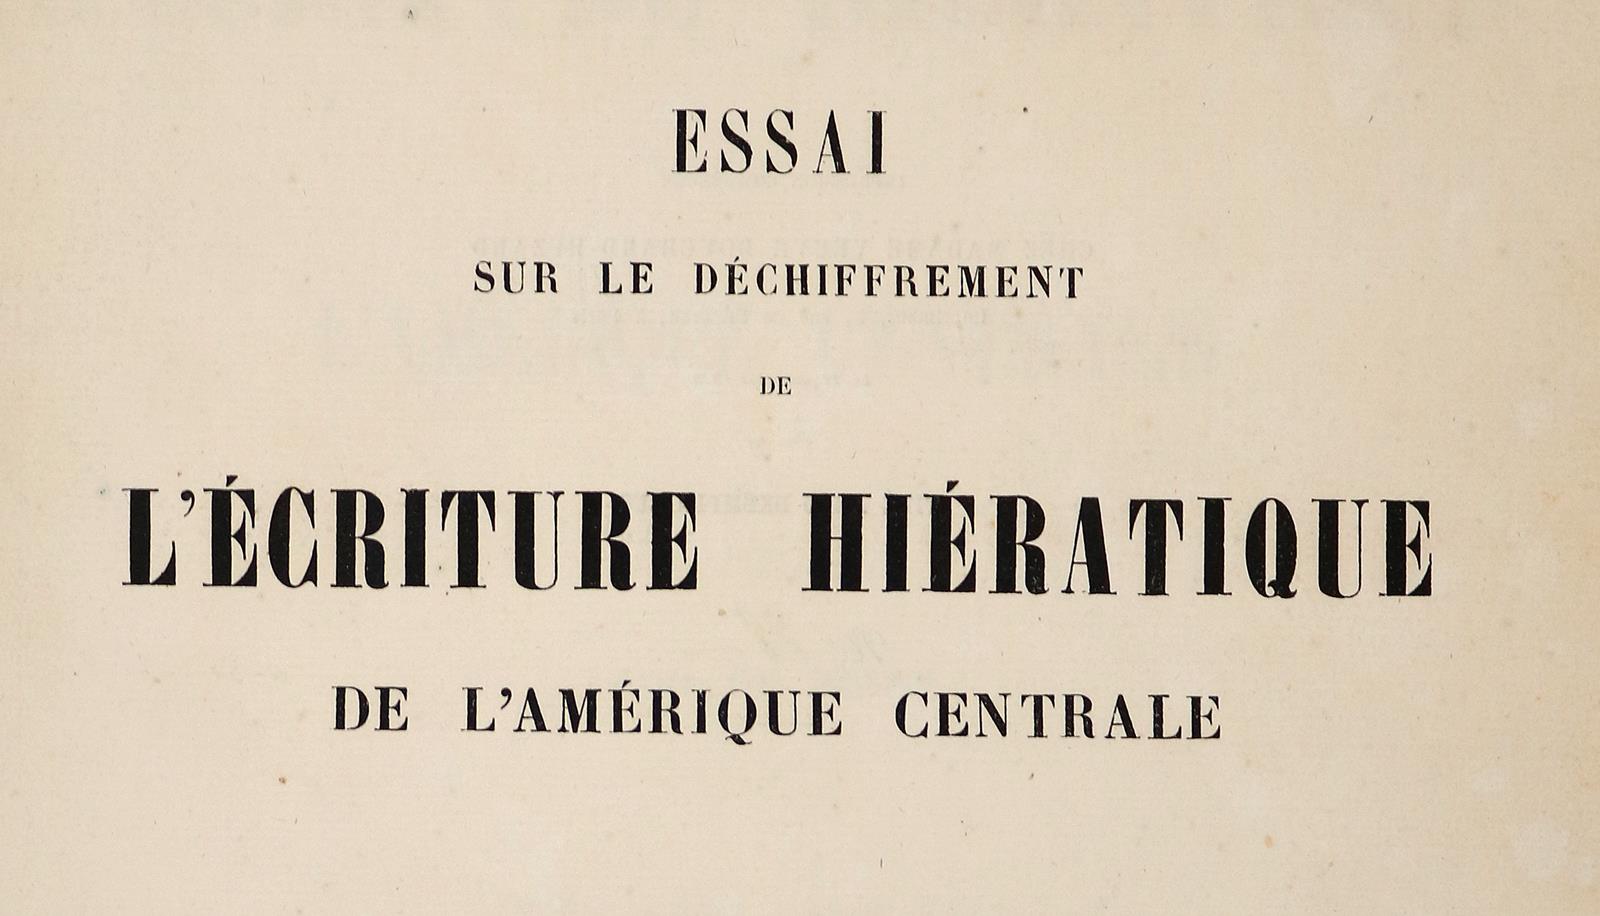 ESSAI
SUR LE DÉCHIFFREMENT
DE
L'ÉCRITURE HIÉRATIQUE
DE L'AMÉRIQUE CENTRALE